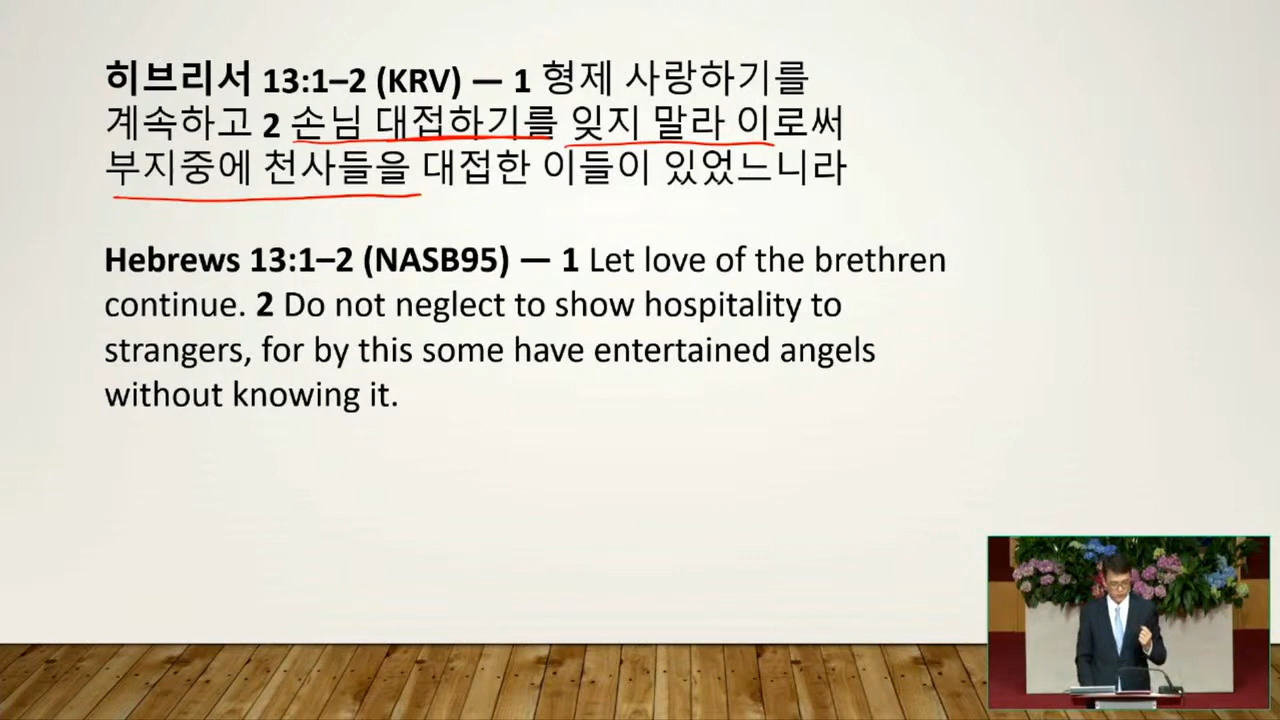 히브리서 13:1–2 (KRV) — 1 형제 사랑하기를
계속하고 2 손님 대접하기를 잊지 말라 이로써
부지중에 천사들을 대접한 이들이 있었느니라
Hebrews 13:1–2 (NASB95) — 1 Let love of the brethren
continue. 2 Do not neglect to show hospitality to
strangers, for by this some have entertained angels
without knowing it.